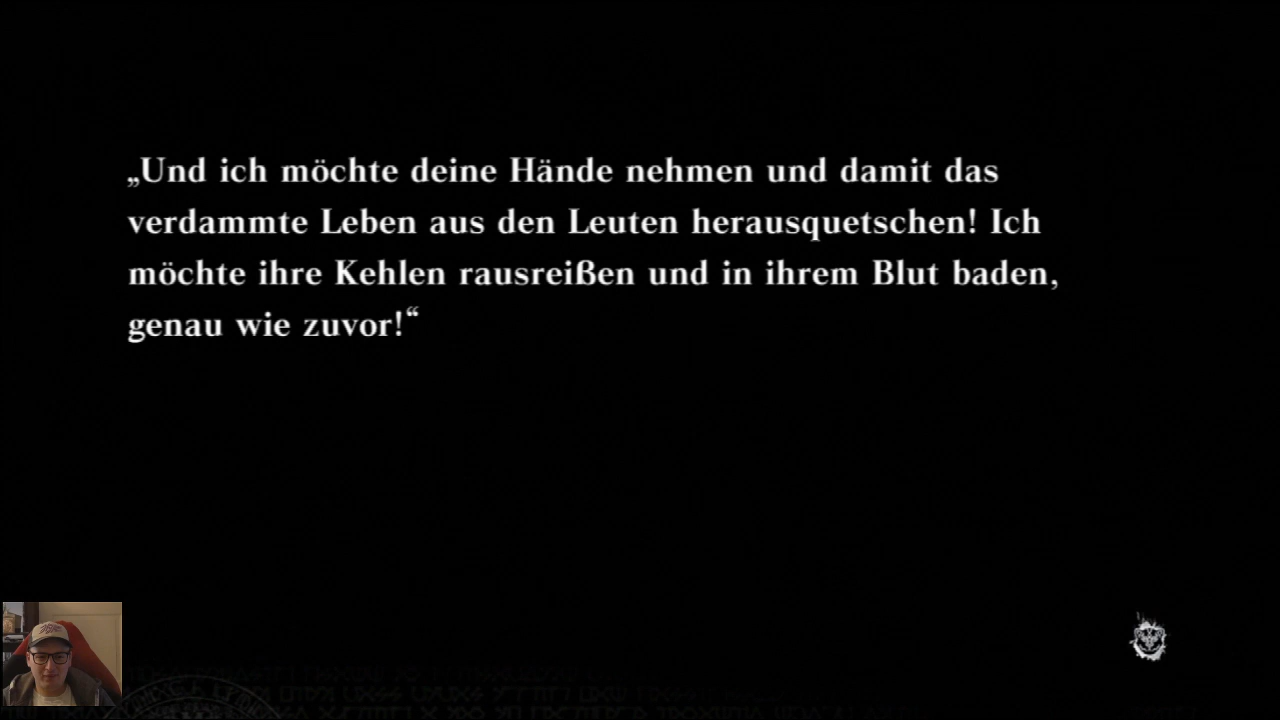 „Und ich möchte deine Hände nehmen und damit das
verdammte Leben aus den Leuten herausquetschen! Ich
möchte ihre Kehlen rausreißen und in ihrem Blut baden,
genau wie zuvor!“